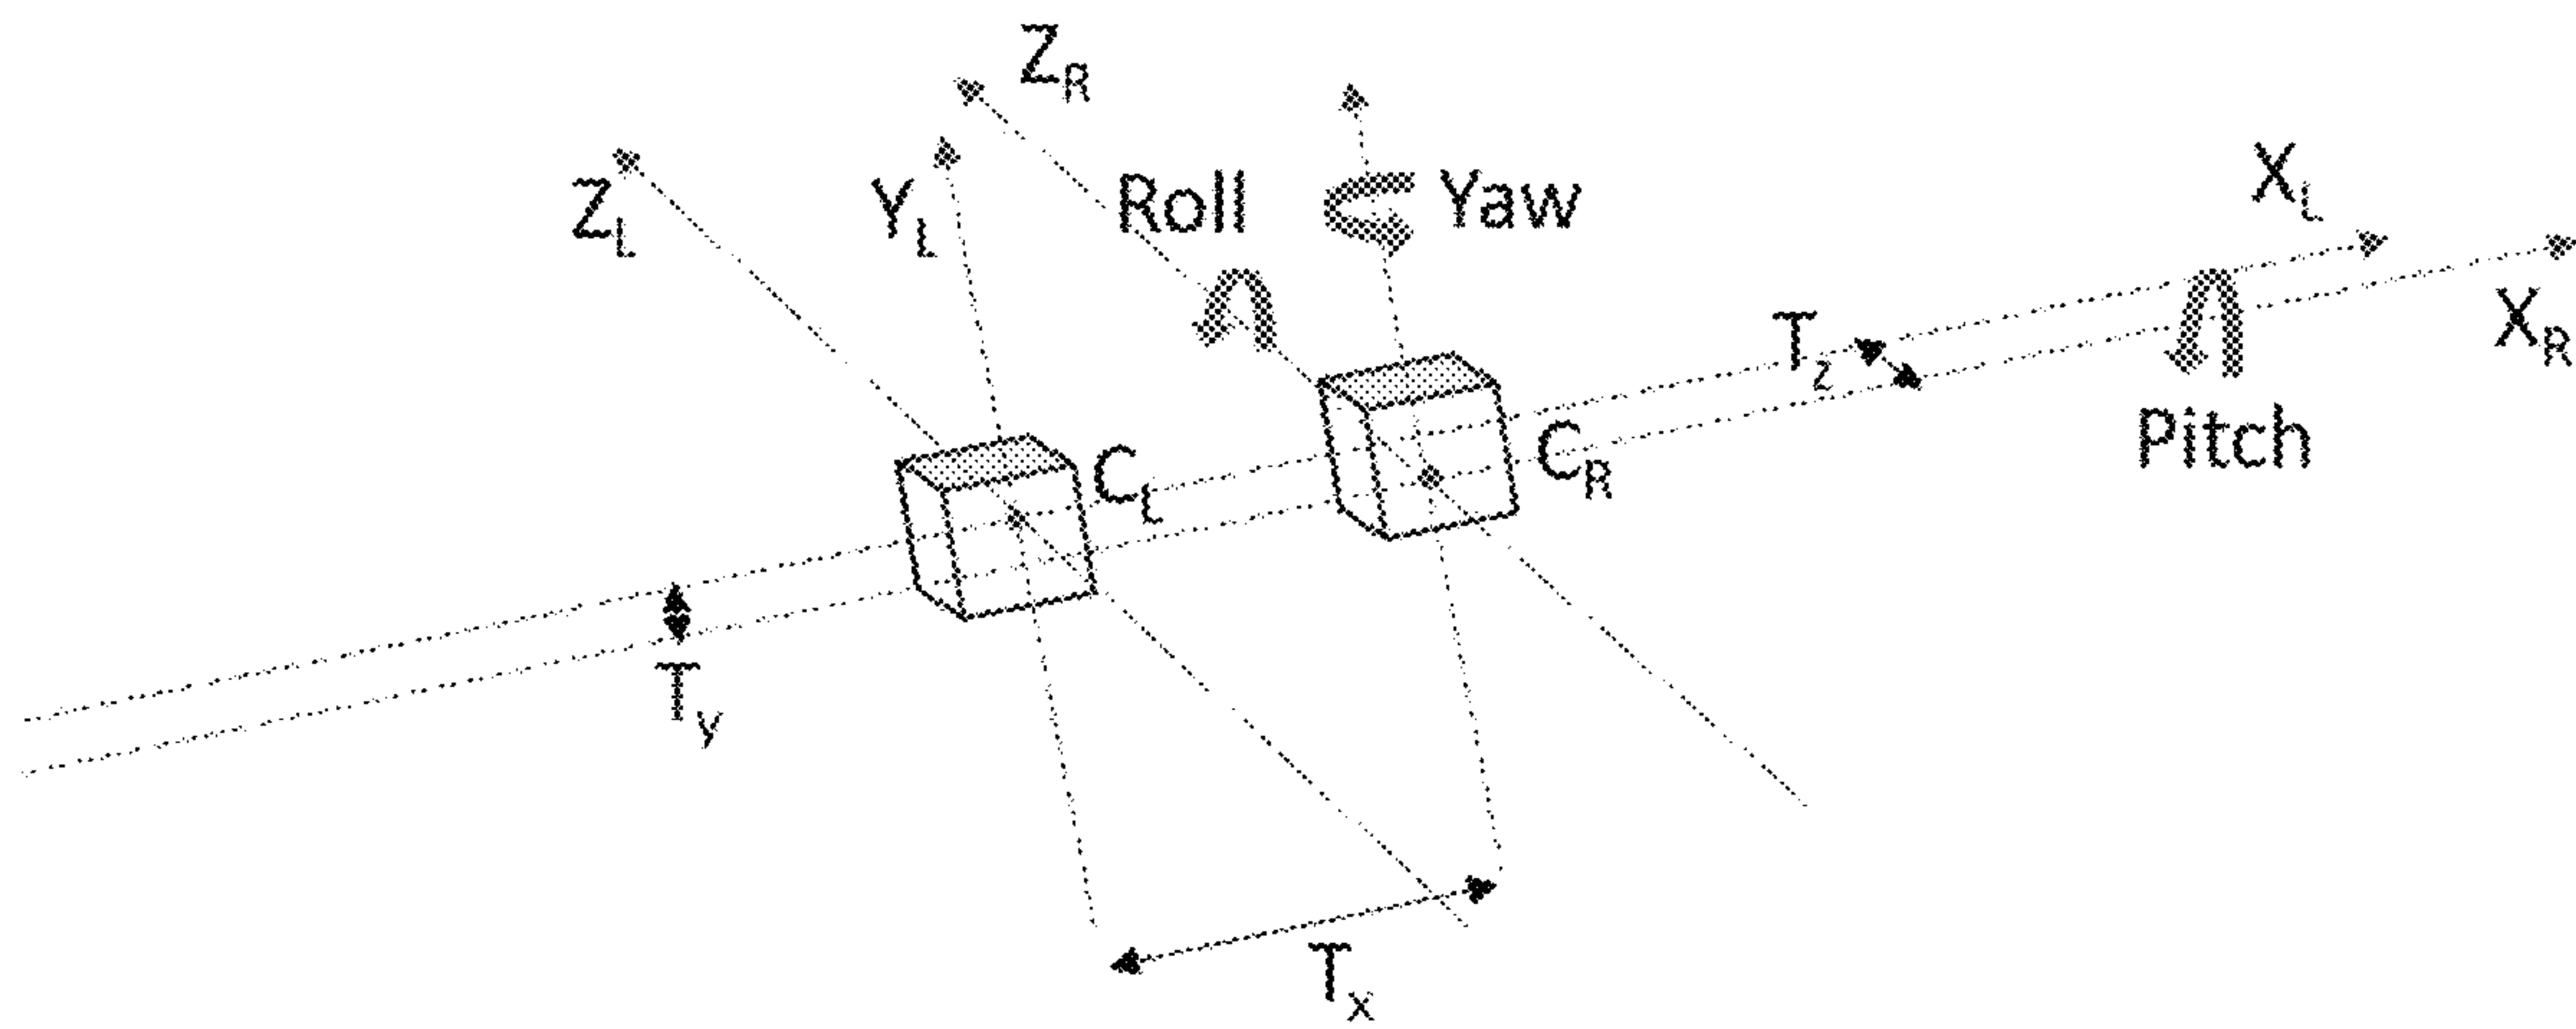 Z_R
X_L
Z_L
Y_L
Roll
Yaw
X_R
T_z
Pitch
C_L
C_R
T_y
T_x